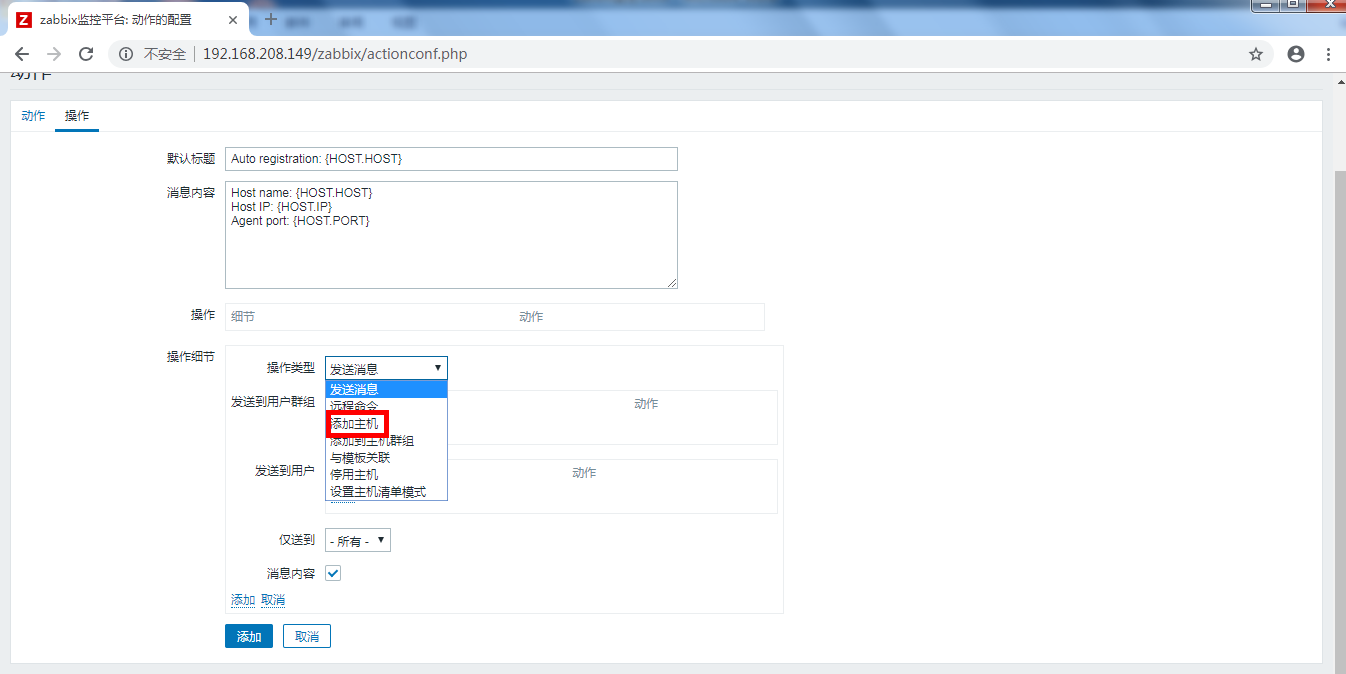 zabbix监控平台: 动作的配置
不安全 192.168.208.149/zabbix/actionconf.php
动作
动作 操作
默认标题 Auto registration: {HOST.HOST}
消息内容 Host name: {HOST.HOST}
Host IP: {HOST.IP}
Agent port: {HOST.PORT}
操作 细节 动作
操作细节
操作类型 发送消息
发送消息
远程命令
添加主机
添加到主机群组
与模板关联
停用主机
设置主机清单模式
发送到用户群组 动作
发送到用户 动作
仅送到 - 所有 -
消息内容
添加 取消
添加 取消